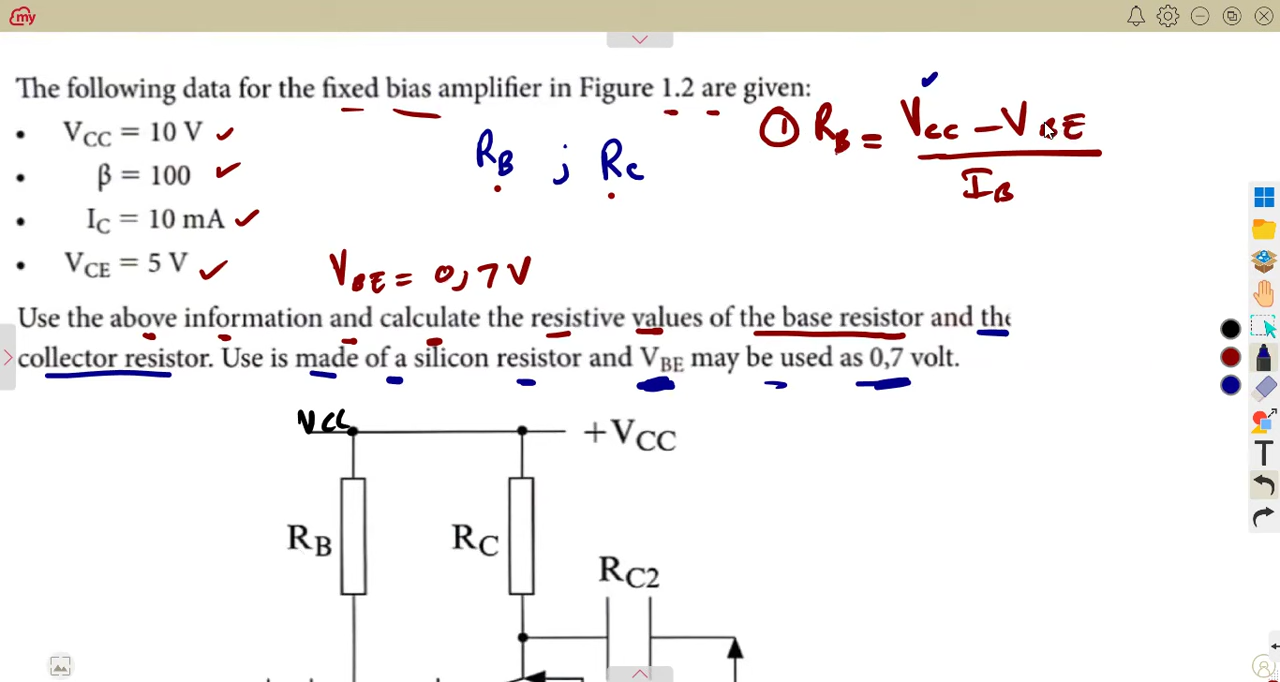 my
The following data for the fixed bias amplifier in Figure 1.2 are given:
• VCC = 10 V
• β = 100
• IC = 10 mA
• VCE = 5 V
RB ; RC
① RB = VCC - VBE
IB
VBE = 0,7 V
Use the above information and calculate the resistive values of the base resistor and the
collector resistor. Use is made of a silicon resistor and VBE may be used as 0,7 volt.
VCC
+VCC
RB
RC
RC2
T